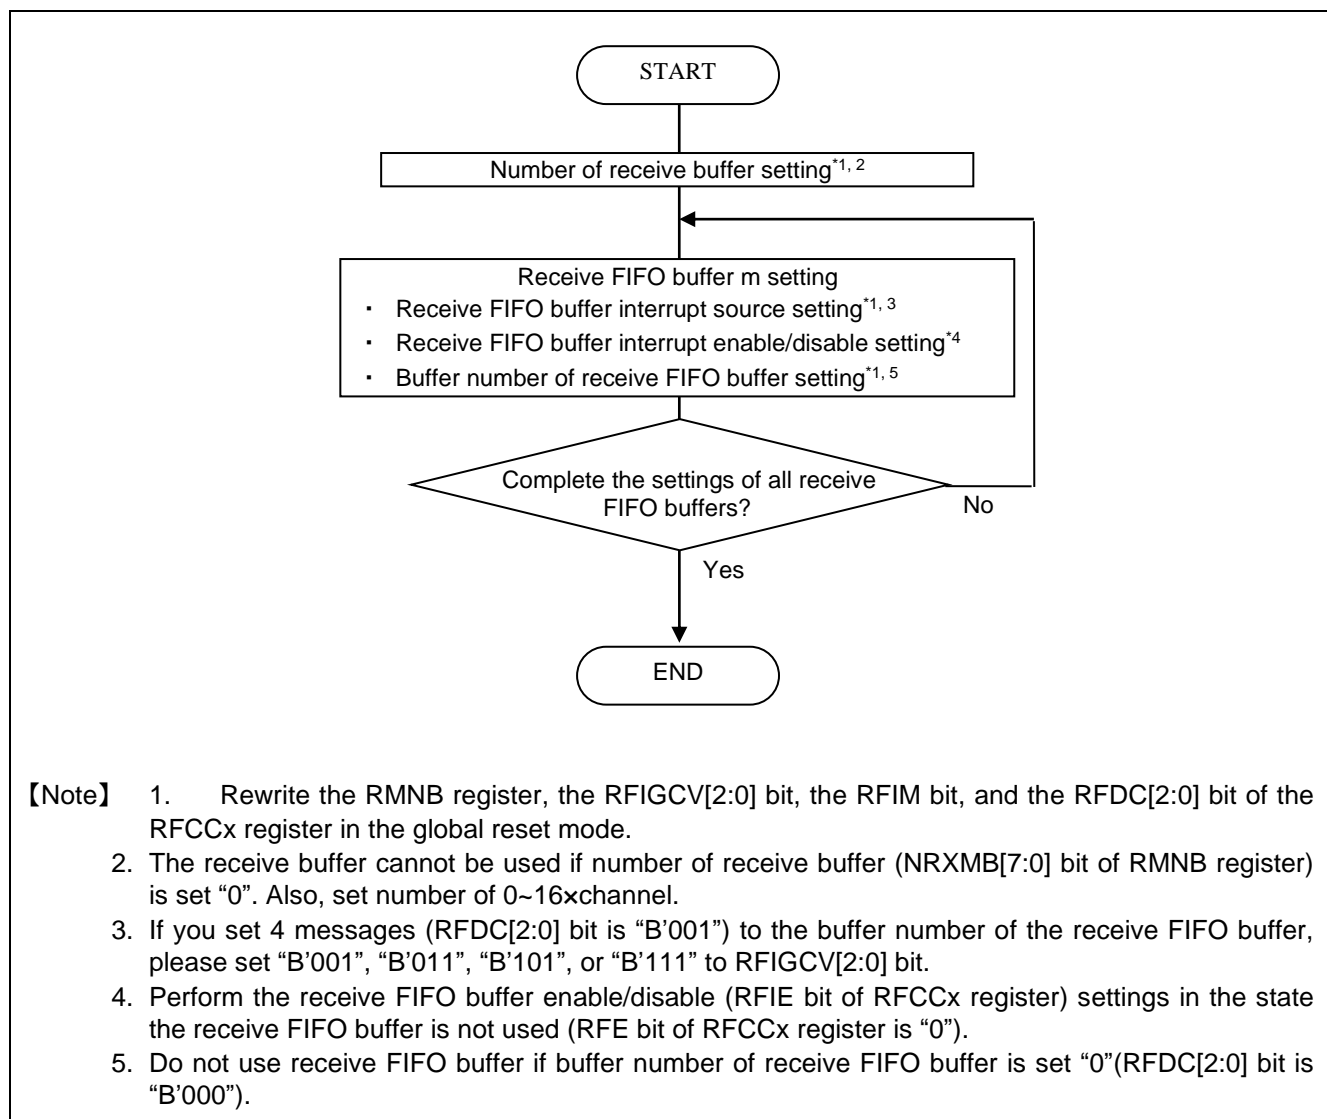 START
Number of receive buffer setting*1, 2
Receive FIFO buffer m setting
・ Receive FIFO buffer interrupt source setting*1, 3
・ Receive FIFO buffer interrupt enable/disable setting*4
・ Buffer number of receive FIFO buffer setting*1, 5
Complete the settings of all receive
FIFO buffers?
No
Yes
END
【Note】 1. Rewrite the RMNB register, the RFIGCV[2:0] bit, the RFIM bit, and the RFDC[2:0] bit of the
RFCCx register in the global reset mode.
2. The receive buffer cannot be used if number of receive buffer (NRXMB[7:0] bit of RMNB register)
is set “0”. Also, set number of 0~16×channel.
3. If you set 4 messages (RFDC[2:0] bit is “B’001”) to the buffer number of the receive FIFO buffer,
please set “B’001”, “B’011”, “B’101”, or “B’111” to RFIGCV[2:0] bit.
4. Perform the receive FIFO buffer enable/disable (RFIE bit of RFCCx register) settings in the state
the receive FIFO buffer is not used (RFE bit of RFCCx register is “0”).
5. Do not use receive FIFO buffer if buffer number of receive FIFO buffer is set “0”(RFDC[2:0] bit is
“B’000”).